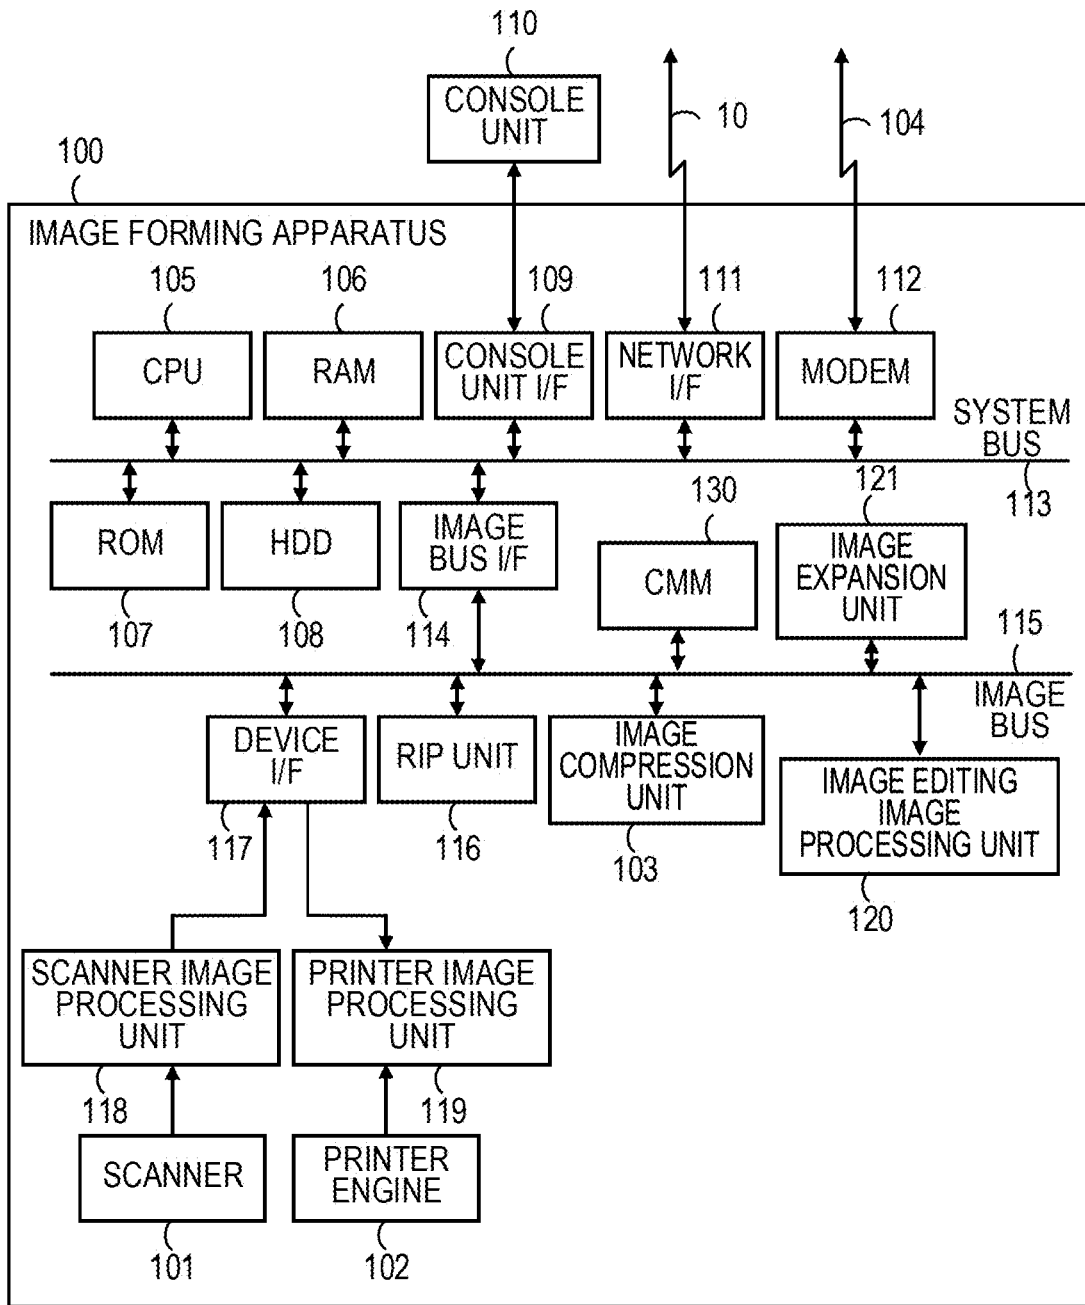 110
CONSOLE
UNIT
10
104
100
IMAGE FORMING APPARATUS
105
106
109
111
112
CPU
RAM
CONSOLE
UNIT I/F
NETWORK
I/F
MODEM
SYSTEM
BUS
113
ROM
HDD
IMAGE
BUS I/F
130
CMM
121
IMAGE
EXPANSION
UNIT
107
108
114
115
IMAGE
BUS
DEVICE
I/F
RIP UNIT
IMAGE
COMPRESSION
UNIT
IMAGE EDITING
IMAGE
PROCESSING UNIT
117
116
103
120
SCANNER IMAGE
PROCESSING
UNIT
PRINTER IMAGE
PROCESSING
UNIT
118
119
SCANNER
PRINTER
ENGINE
101
102